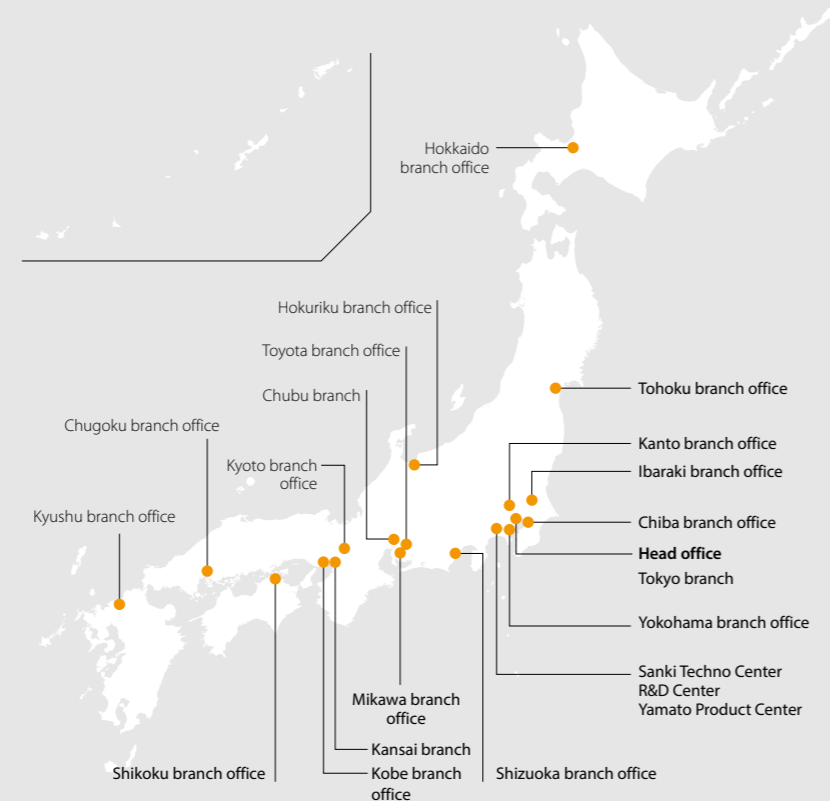 Hokkaido
branch office
Hokuriku branch office
Toyota branch office
Chubu branch
Chugoku branch office
Kyoto branch
office
Kyushu branch office
Tohoku branch office
Kanto branch office
Ibaraki branch office
Chiba branch office
Head office
Tokyo branch
Yokohama branch office
Sanki Techno Center
R&D Center
Yamato Product Center
Mikawa branch
office
Kansai branch
Shikoku branch office
Kobe branch
office
Shizuoka branch office